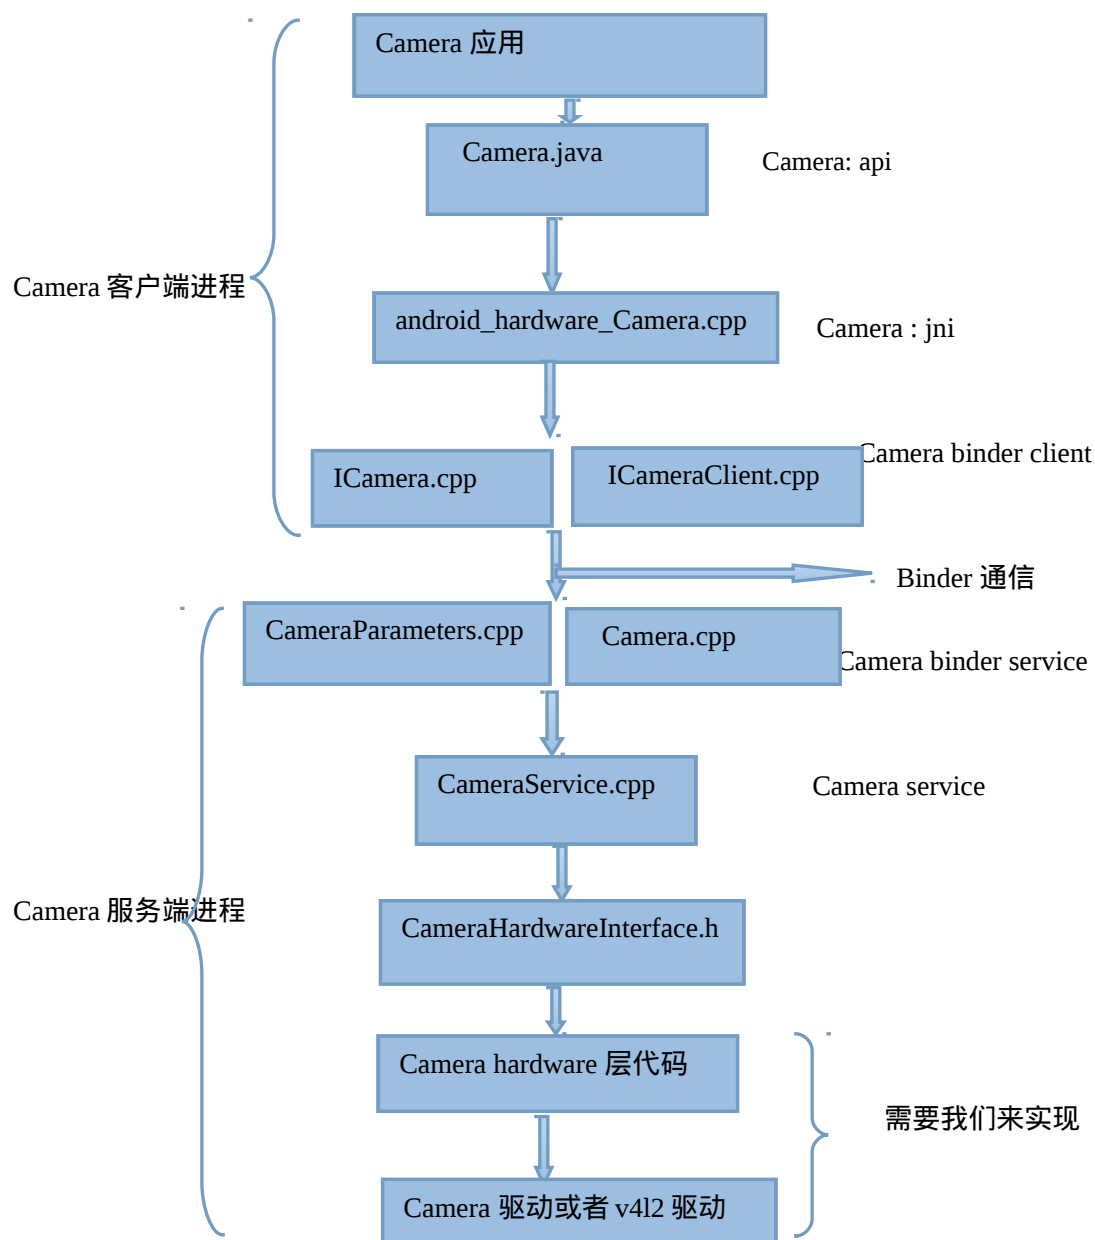 Camera 应用
Camera.java
Camera: api
Camera 客户端进程
android_hardware_Camera.cpp
Camera : jni
Camera binder client
ICamera.cpp
ICameraClient.cpp
Binder 通信
CameraParameters.cpp
Camera.cpp
Camera binder service
CameraService.cpp
Camera service
Camera 服务端进程
CameraHardwareInterface.h
Camera hardware 层代码
需要我们来实现
Camera 驱动或者 v4l2 驱动